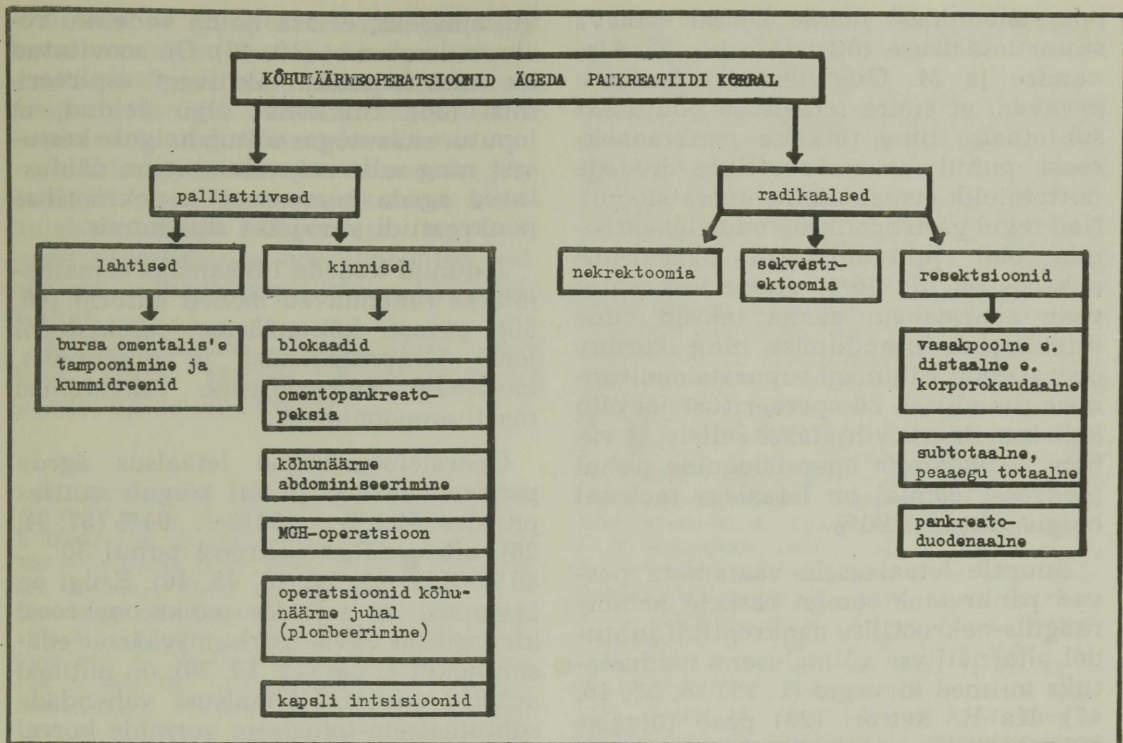 KÕHUNÄÄRMEOPERATSIOONID ÄGEDA PANKREATIIDI KORRAL
palliatiivsed
radikaalsed
lahtised
kinnised
nekrektoomia
sekvestr-
ektoomia
resektsioonid
bursa omentalis'e
tampoonimine ja
kummidreenid
blokaadid
omentopankreato-
peksia
kõhunäärme
abdominiseerimine
MGH-operatsioon
operatsioonid kõhu-
näärme juhal
(plombeerimine)
kapsli intsisioonid
vasakpoolne e.
distaalne e.
korporokaudaalne
subtotaalne,
peaaegu totaalne
pankreato-
duodenaalne